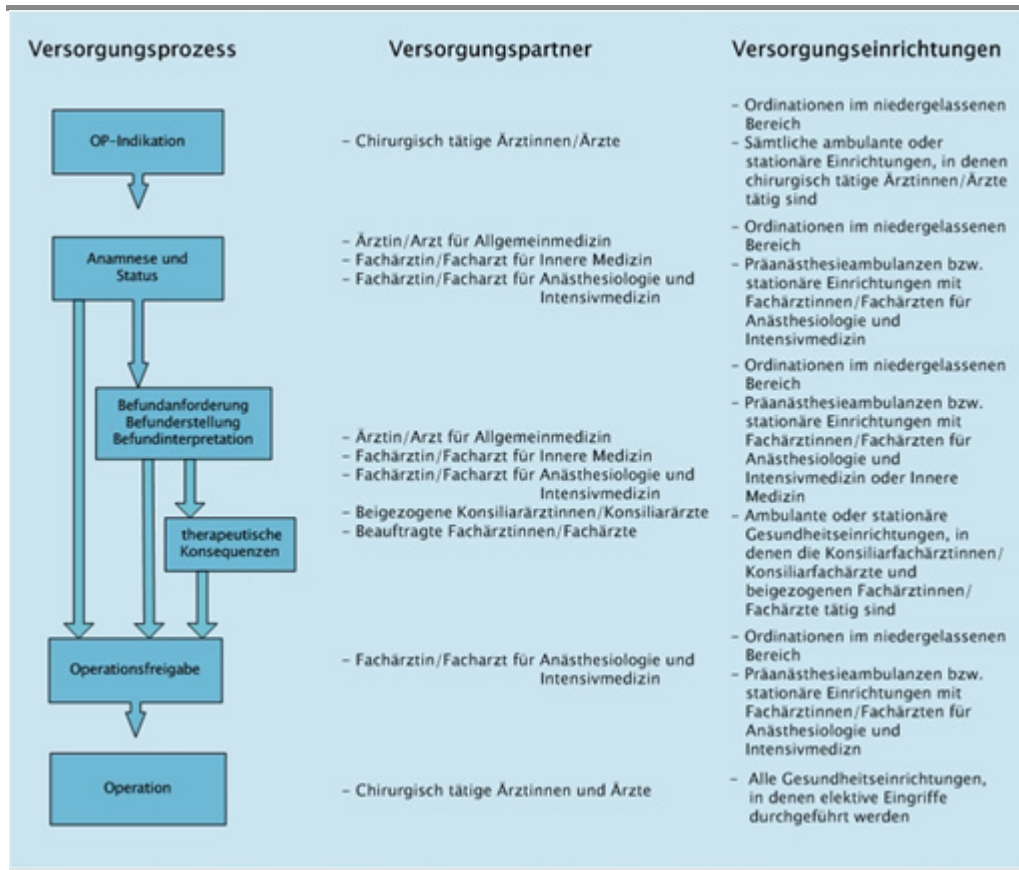 Versorgungsprozess
Versorgungspartner
Versorgungseinrichtungen
OP-Indikation
– Chirurgisch tätige Ärztinnen/Ärzte
– Ordinationen im niedergelassenen
Bereich
– Sämtliche ambulante oder
stationäre Einrichtungen, in denen
chirurgisch tätige Ärztinnen/Ärzte
tätig sind
Anamnese und
Status
– Ärztin/Arzt für Allgemeinmedizin
– Fachärztin/Facharzt für Innere Medizin
– Fachärztin/Facharzt für Anästhesiologie und
Intensivmedizin
– Ordinationen im niedergelassenen
Bereich
– Präanästhesieambulanzen bzw.
stationäre Einrichtungen mit
Fachärztinnen/Fachärzten für
Anästhesiologie und
Intensivmedizin
Befundanforderung
Befunderstellung
Befundinterpretation
therapeutische
Konsequenzen
– Ärztin/Arzt für Allgemeinmedizin
– Fachärztin/Facharzt für Innere Medizin
– Fachärztin/Facharzt für Anästhesiologie und
Intensivmedizin
– Beigezogene Konsiliarärztinnen/Konsiliarärzte
– Beauftragte Fachärztinnen/Fachärzte
– Ordinationen im niedergelassenen
Bereich
– Präanästhesieambulanzen bzw.
stationäre Einrichtungen mit
Fachärztinnen/Fachärzten für
Anästhesiologie und
Intensivmedizin oder Innere
Medizin
– Ambulante oder stationäre
Gesundheitseinrichtungen, in
denen die Konsiliarfachärztinnen/
Konsiliarfachärzte und
beigezogenen Fachärztinnen/
Fachärzte tätig sind
Operationsfreigabe
– Fachärztin/Facharzt für Anästhesiologie und
Intensivmedizin
– Ordinationen im niedergelassenen
Bereich
– Präanästhesieambulanzen bzw.
stationäre Einrichtungen mit
Fachärztinnen/Fachärzten für
Anästhesiologie und
Intensivmedizn
Operation
– Chirurgisch tätige Ärztinnen und Ärzte
– Alle Gesundheitseinrichtungen,
in denen elektive Eingriffe
durchgeführt werden